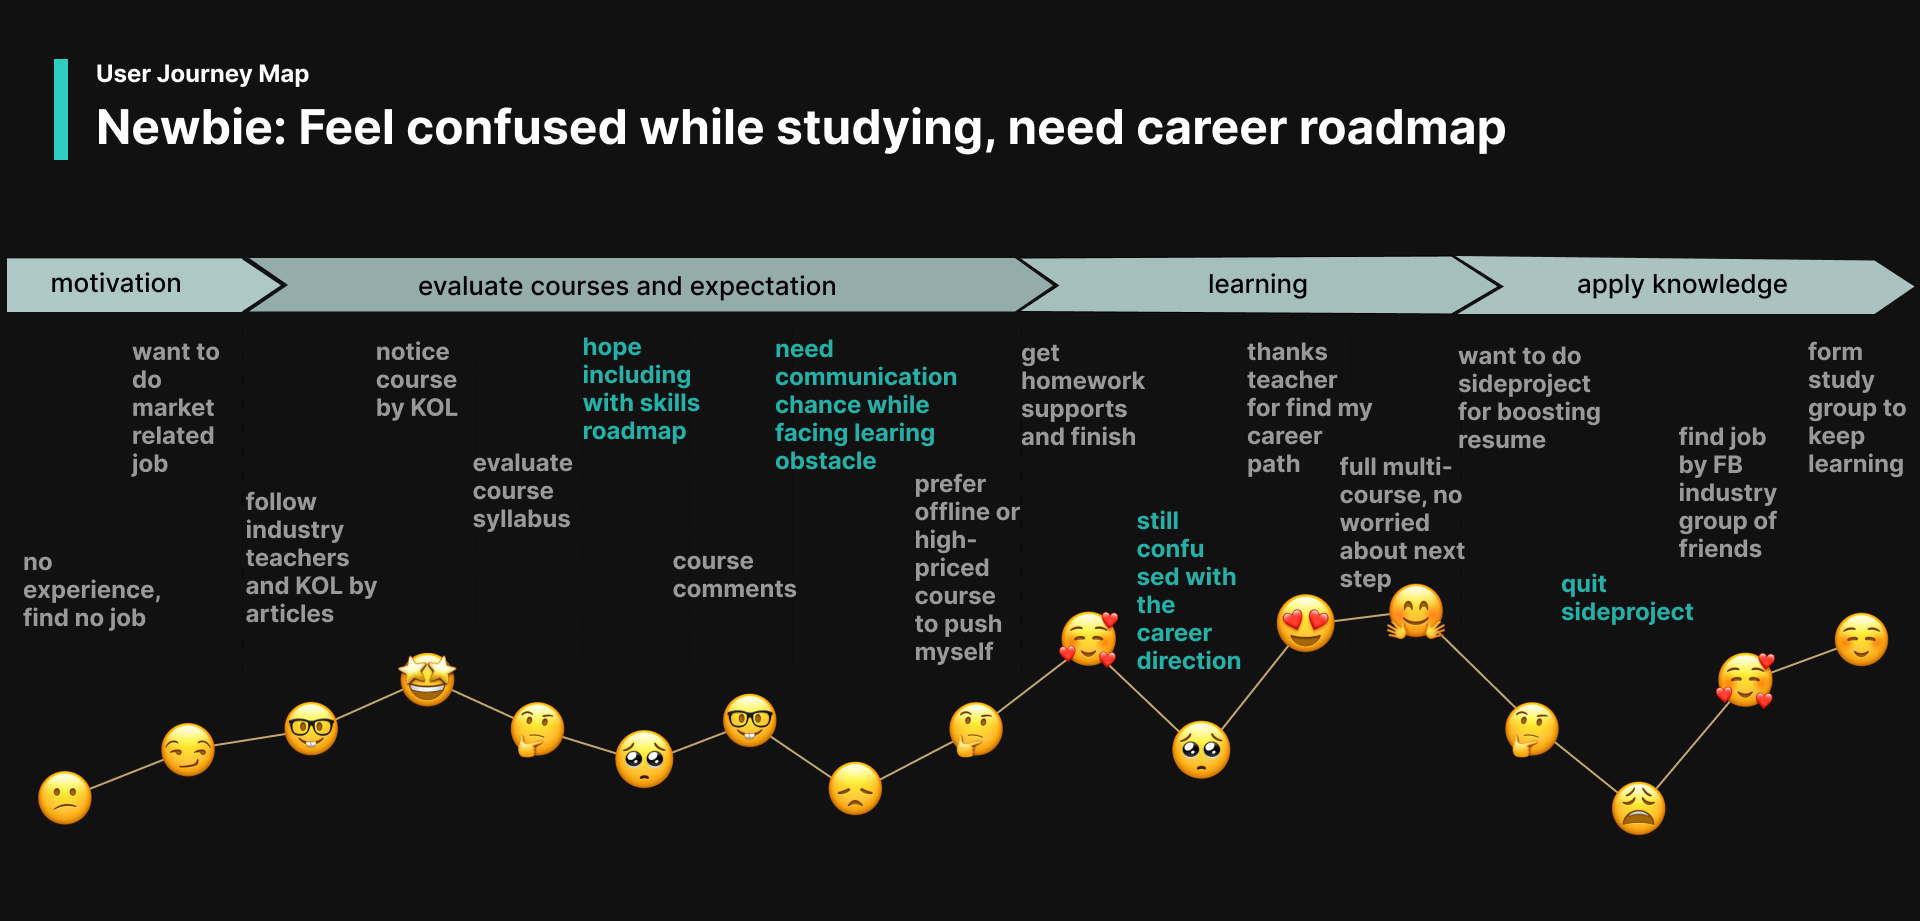 User Journey Map
Newbie: Feel confused while studying, need career roadmap
motivation
evaluate courses and expectation
learning
apply knowledge
no
experience,
find no job
want to
do
market
related
job
follow
industry
teachers
and KOL by
articles
notice
course
by KOL
evaluate
course
syllabus
hope
including
with skills
roadmap
course
comments
need
communication
chance while
facing learing
obstacle
prefer
offline or
high-
priced
course
to push
myself
get
homework
supports
and finish
still
confu
sed with
the
career
direction
thanks
teacher
for find my
career
path
full multi-
course, no
worried
about next
step
want to do
sideproject
for boosting
resume
quit
sideproject
find job
by FB
industry
group of
friends
form
study
group to
keep
learning